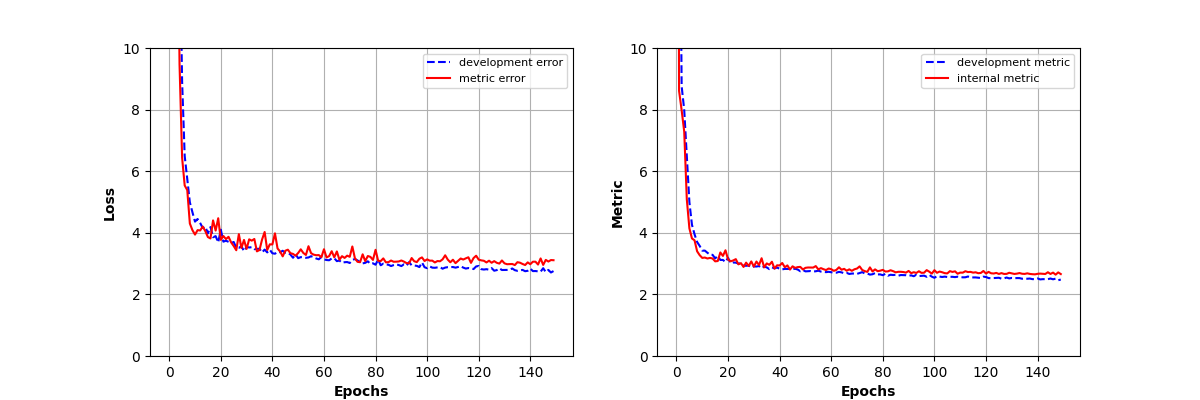 10
8
6
4
2
0
0 20 40 60 80 100 120 140
Loss
Epochs
development error
metric error
10
8
6
4
2
0
0 20 40 60 80 100 120 140
Metric
Epochs
development metric
internal metric